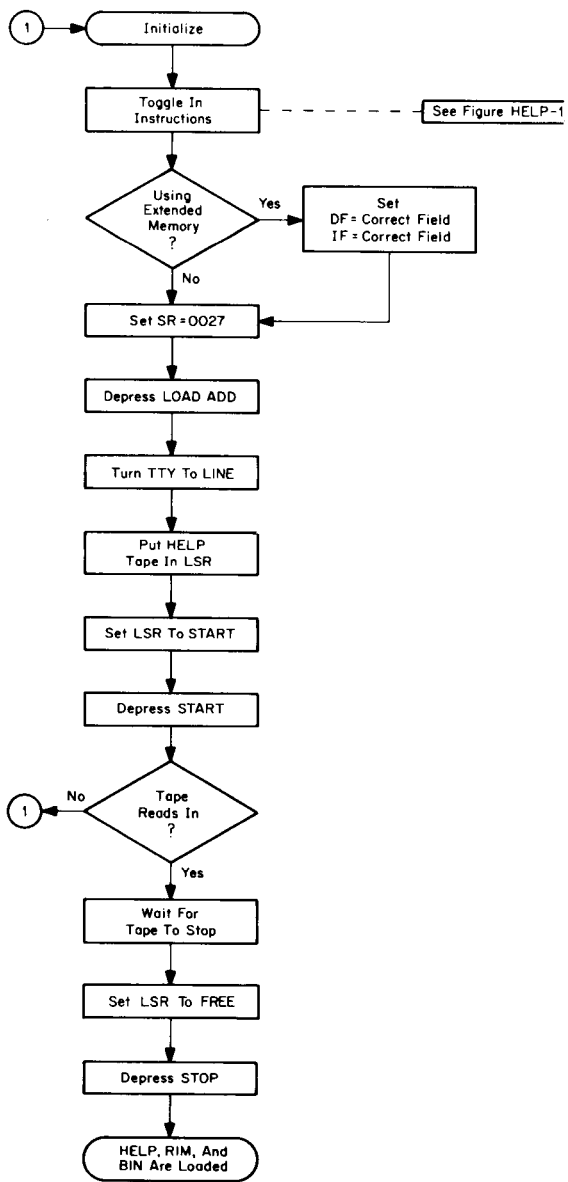 1
Initialize
Toggle In
Instructions
See Figure HELP-1
Using
Extended
Memory
?
Yes
Set
DF = Correct Field
IF = Correct Field
No
Set SR = 0027
Depress LOAD ADD
Turn TTY To LINE
Put HELP
Tape In LSR
Set LSR To START
Depress START
Tape
Reads In
?
No
1
Yes
Wait For
Tape To Stop
Set LSR To FREE
Depress STOP
HELP, RIM, And
BIN Are Loaded